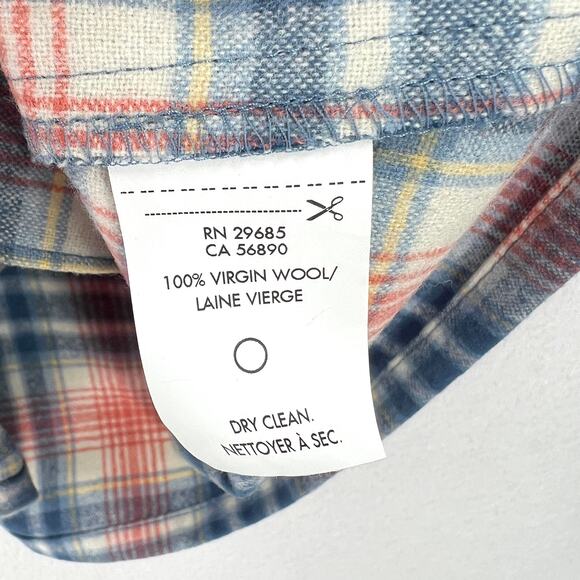 RN 29685
CA 56890
100% VIRGIN WOOL/
LAINE VIERGE
DRY CLEAN.
NETTOYER À SEC.